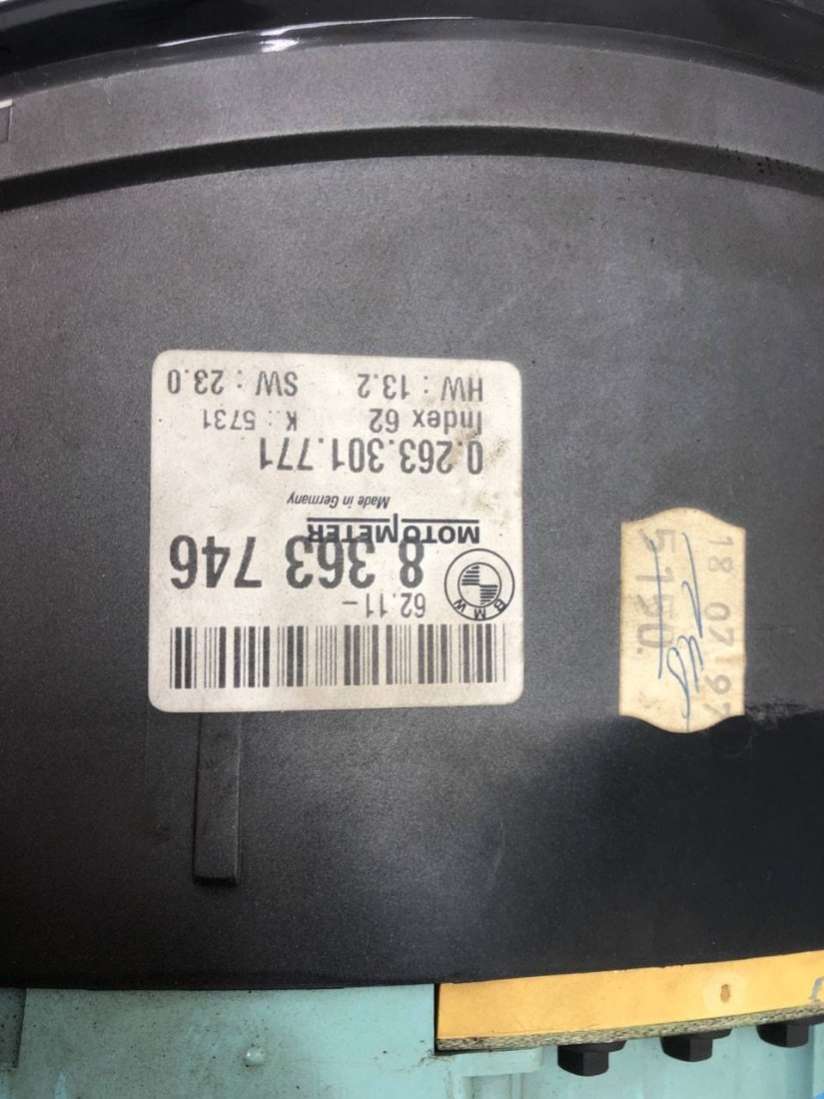 62.11-
8 363 746
BMW
MOTOMETER
Made in Germany
0.263.301.771
Index 62 K.: 5731
HW : 13.2 SW : 23.0
18 07 97
5150.